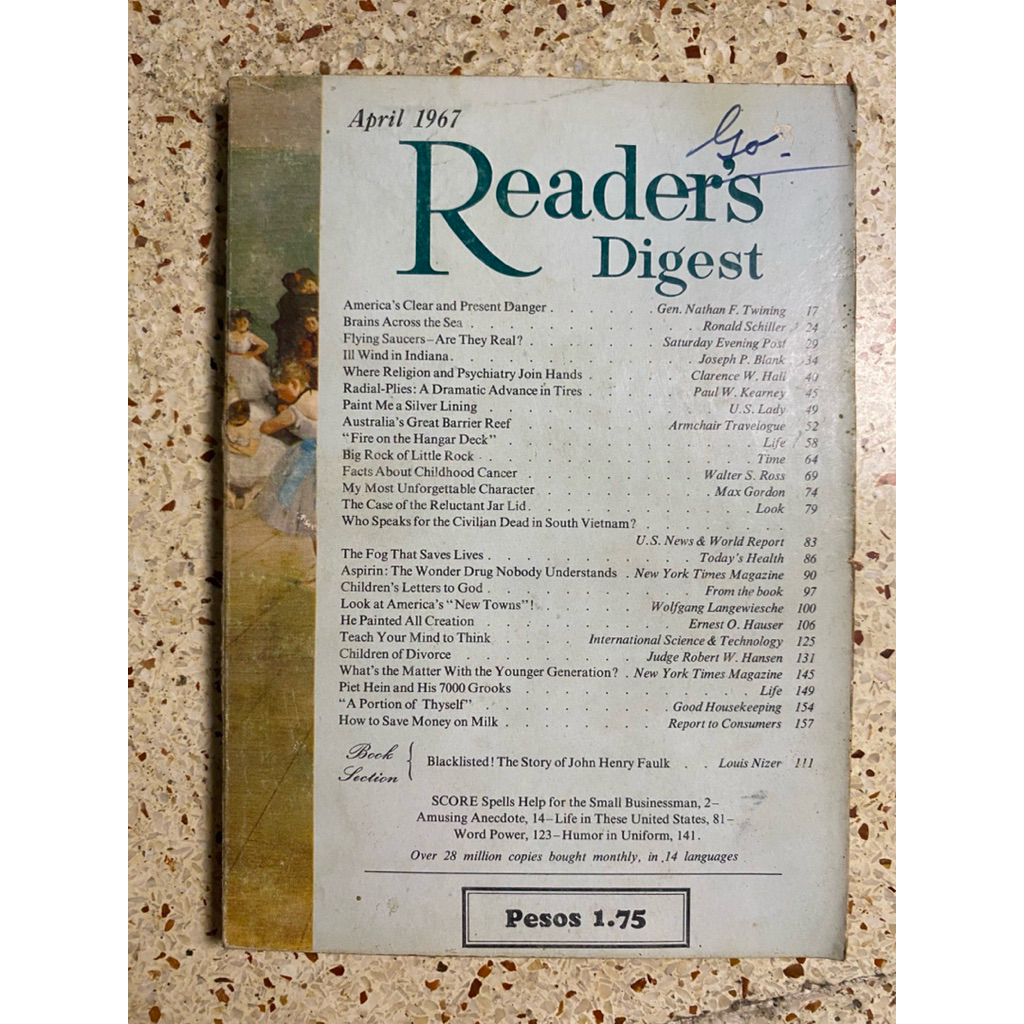 April 1967
Go.
Reader's
Digest
America's Clear and Present Danger . . . . . . Gen. Nathan F. Twining 17
Brains Across the Sea . . . . . . . . . . . Ronald Schiller 24
Flying Saucers–Are They Real? . . . . . . . Saturday Evening Post 29
Ill Wind in Indiana . . . . . . . . . . . Joseph P. Blank 34
Where Religion and Psychiatry Join Hands . . . . . Clarence W. Hall 40
Radial-Plies: A Dramatic Advance in Tires . . . . . Paul W. Kearney 45
Paint Me a Silver Lining . . . . . . . . . . . U.S. Lady 49
Australia's Great Barrier Reef . . . . . . . Armchair Travelogue 52
"Fire on the Hangar Deck" . . . . . . . . . . . . Life 58
Big Rock of Little Rock . . . . . . . . . . . . . Time 64
Facts About Childhood Cancer . . . . . . . . . Walter S. Ross 69
My Most Unforgettable Character . . . . . . . . . Max Gordon 74
The Case of the Reluctant Jar Lid . . . . . . . . . . . Look 79
Who Speaks for the Civilian Dead in South Vietnam? . . . . . . .
U.S. News & World Report 83
The Fog That Saves Lives . . . . . . . . . . Today's Health 86
Aspirin: The Wonder Drug Nobody Understands . New York Times Magazine 90
Children's Letters to God . . . . . . . . . . From the book 97
Look at America's "New Towns"! . . . . . . Wolfgang Langewiesche 100
He Painted All Creation . . . . . . . . . . Ernest O. Hauser 106
Teach Your Mind to Think . . . . International Science & Technology 125
Children of Divorce . . . . . . . . . Judge Robert W. Hansen 131
What's the Matter With the Younger Generation? . New York Times Magazine 145
Piet Hein and His 7000 Grooks . . . . . . . . . . . Life 149
"A Portion of Thyself" . . . . . . . . . . Good Housekeeping 154
How to Save Money on Milk . . . . . . . . Report to Consumers 157
Book
Section
Blacklisted! The Story of John Henry Faulk . . Louis Nizer 111
SCORE Spells Help for the Small Businessman, 2–
Amusing Anecdote, 14–Life in These United States, 81–
Word Power, 123–Humor in Uniform, 141.
Over 28 million copies bought monthly, in 14 languages
Pesos 1.75